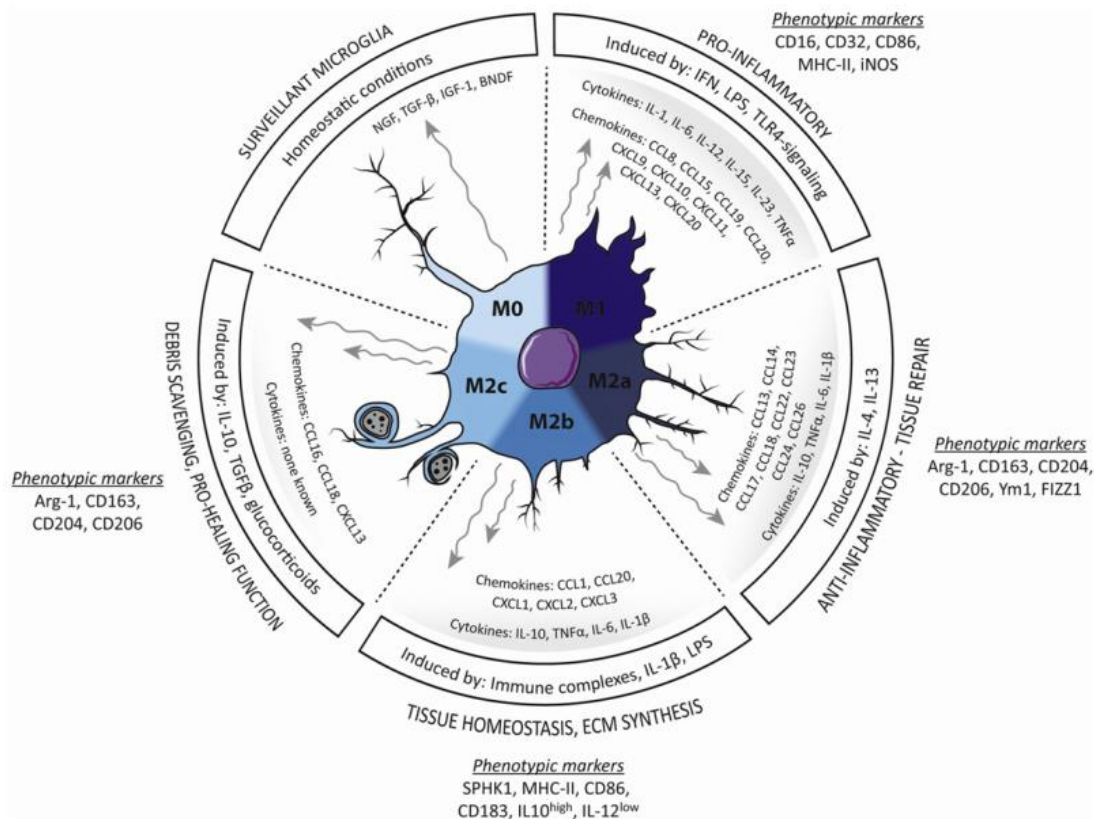 SURVEILLANT MICROGLIA
Homeostatic conditions
NGF, TGF-β, IGF-1, BNDF
Phenotypic markers
CD16, CD32, CD86,
MHC-II, iNOS
PRO-INFLAMMATORY
Induced by: IFN, LPS, TLR4-signaling
Cytokines: IL-1, IL-6, IL-12, IL-15, IL-23, TNFα
Chemokines: CCL8, CCL15, CCL19, CCL20,
CXCL9, CXCL10, CXCL11,
CXCL13, CXCL20
M0
M1
M2a
M2b
M2c
ANTI-INFLAMMATORY - TISSUE REPAIR
Induced by: IL-4, IL-13
Chemokines: CCL13, CCL14,
CCL17, CCL18, CCL22, CCL23
CCL24, CCL26
Cytokines: IL-10, TNFα, IL-6, IL-1β
Phenotypic markers
Arg-1, CD163, CD204,
CD206, Ym1, FIZZ1
DEBRIS SCAVENGING, PRO-HEALING FUNCTION
Induced by: IL-10, TGFβ, glucocorticoids
Chemokines: CCL16, CCL18, CXCL13
Cytokines: none known
Phenotypic markers
Arg-1, CD163,
CD204, CD206
Chemokines: CCL1, CCL20,
CXCL1, CXCL2, CXCL3
Cytokines: IL-10, TNFα, IL-6, IL-1β
Induced by: Immune complexes, IL-1β, LPS
TISSUE HOMEOSTASIS, ECM SYNTHESIS
Phenotypic markers
SPHK1, MHC-II, CD86,
CD183, IL10high, IL-12low